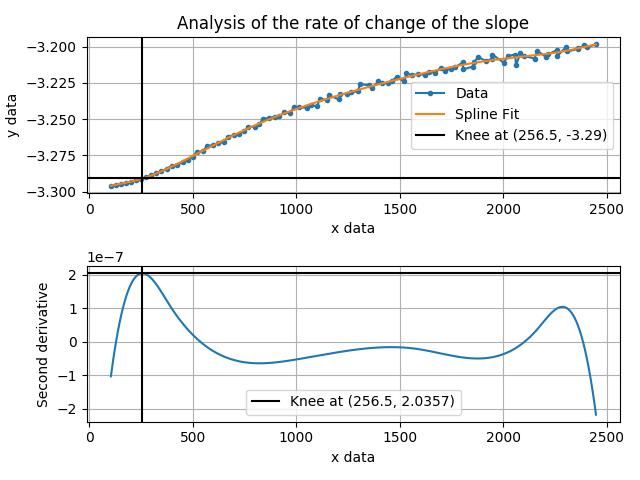 Analysis of the rate of change of the slope
y data
−3.200
−3.225
−3.250
−3.275
−3.300
Data
Spline Fit
Knee at (256.5, -3.29)
0 500 1000 1500 2000 2500
x data
1e−7
Second derivative
2
1
0
−1
−2
Knee at (256.5, 2.0357)
0 500 1000 1500 2000 2500
x data